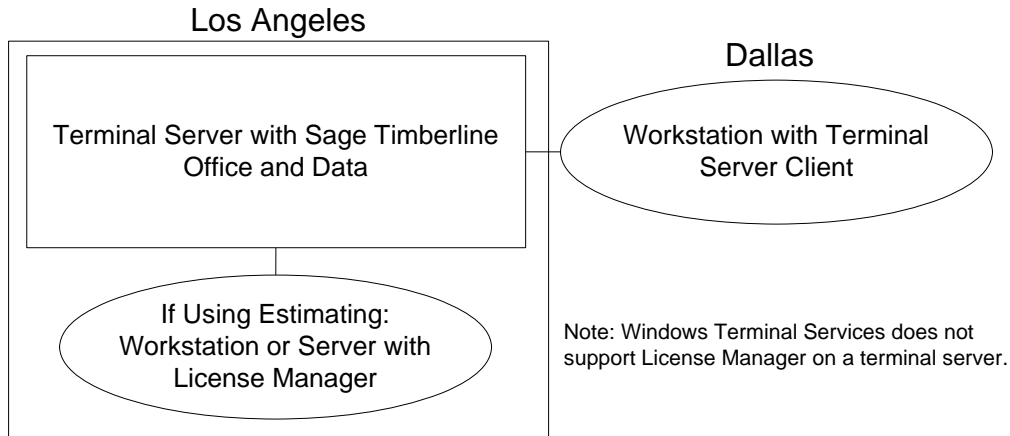 Los Angeles
Dallas
Terminal Server with Sage Timberline
Office and Data
Workstation with Terminal
Server Client
If Using Estimating:
Workstation or Server with
License Manager
Note: Windows Terminal Services does not
support License Manager on a terminal server.